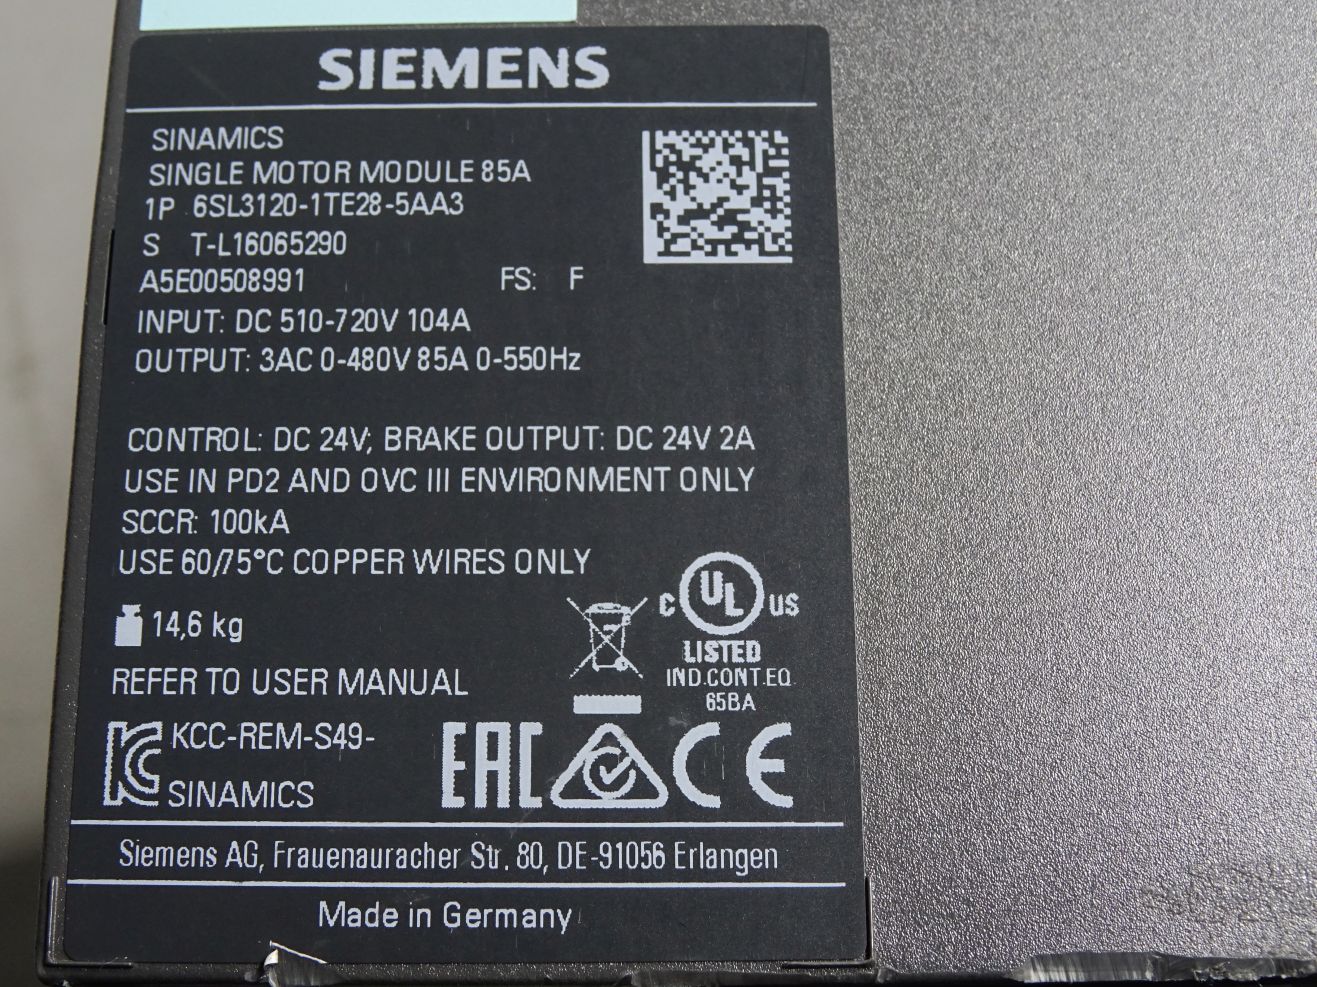 SIEMENS
SINAMICS
SINGLE MOTOR MODULE 85A
1P 6SL3120-1TE28-5AA3
S T-L16065290
A5E00508991 FS: F
INPUT: DC 510-720V 104A
OUTPUT: 3AC 0-480V 85A 0-550Hz
CONTROL: DC 24V; BRAKE OUTPUT: DC 24V 2A
USE IN PD2 AND OVC III ENVIRONMENT ONLY
SCCR: 100kA
USE 60/75°C COPPER WIRES ONLY
14,6 kg
C UL US
LISTED
IND.CONT.EQ
65BA
REFER TO USER MANUAL
KCC-REM-S49-
SINAMICS
EAC CE
Siemens AG, Frauenauracher Str. 80, DE-91056 Erlangen
Made in Germany